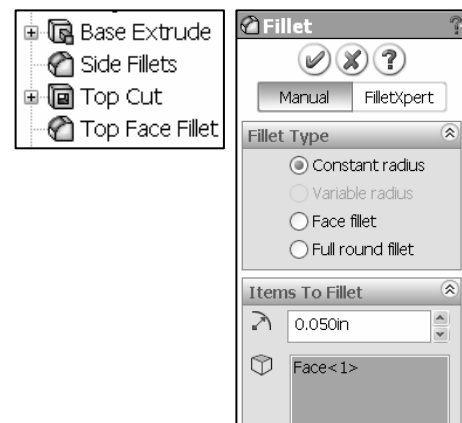 Base Extrude
Side Fillets
Top Cut
Top Face Fillet
Fillet ?
?
Manual FilletXpert
Fillet Type
Constant radius
Variable radius
Face fillet
Full round fillet
Items To Fillet
0.050in
Face<1>